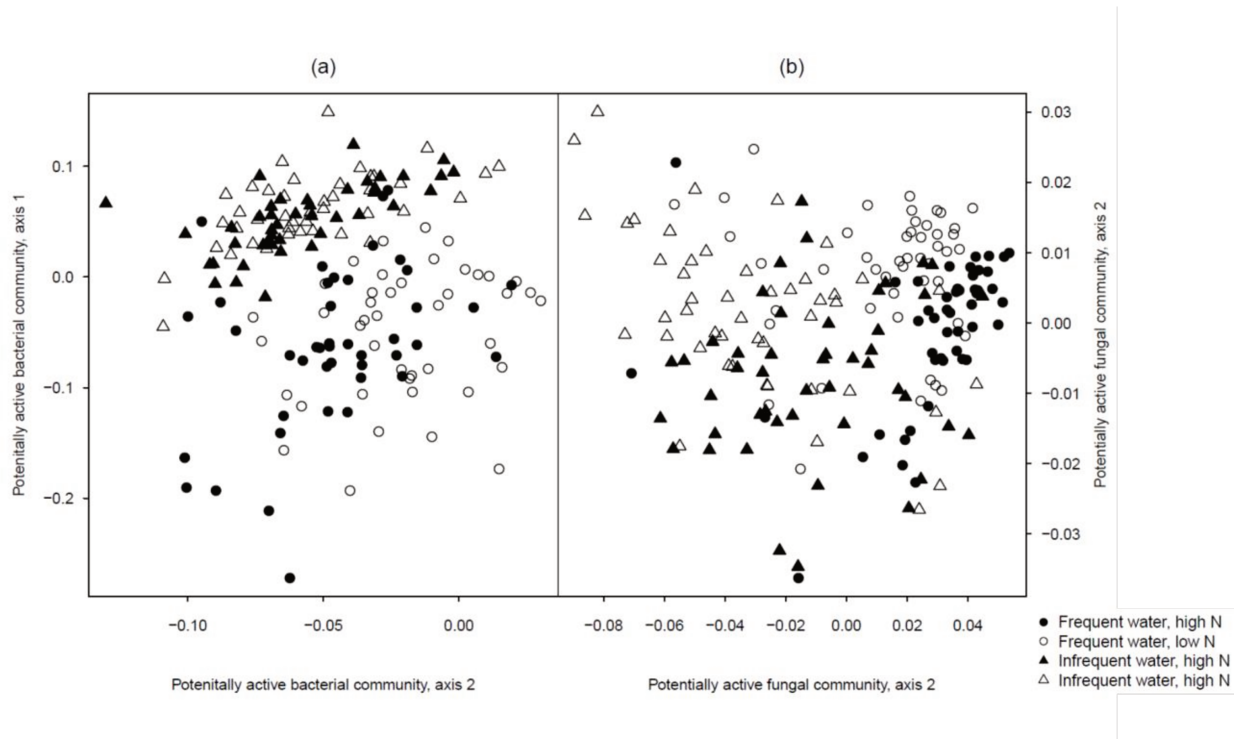 (a)
(b)
0.1
0.0
−0.1
−0.2
Potenitally active bacterial community, axis 1
0.03
0.02
0.01
0.00
−0.01
−0.02
−0.03
Potentially active fungal community, axis 2
−0.10
−0.05
0.00
−0.08
−0.06
−0.04
−0.02
0.00
0.02
0.04
Potenitally active bacterial community, axis 2
Potentially active fungal community, axis 2
Frequent water, high N
Frequent water, low N
Infrequent water, high N
Infrequent water, high N